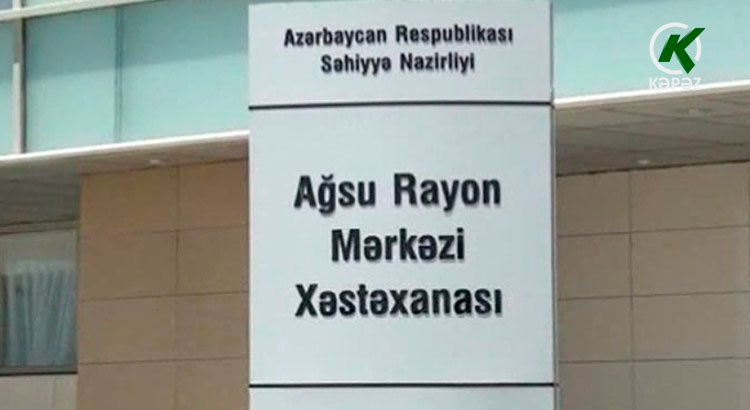 Azərbaycan Respublikası
Səhiyyə Nazirliyi
K
KƏPƏZ
Ağsu Rayon
Mərkəzi
Xəstəxanası